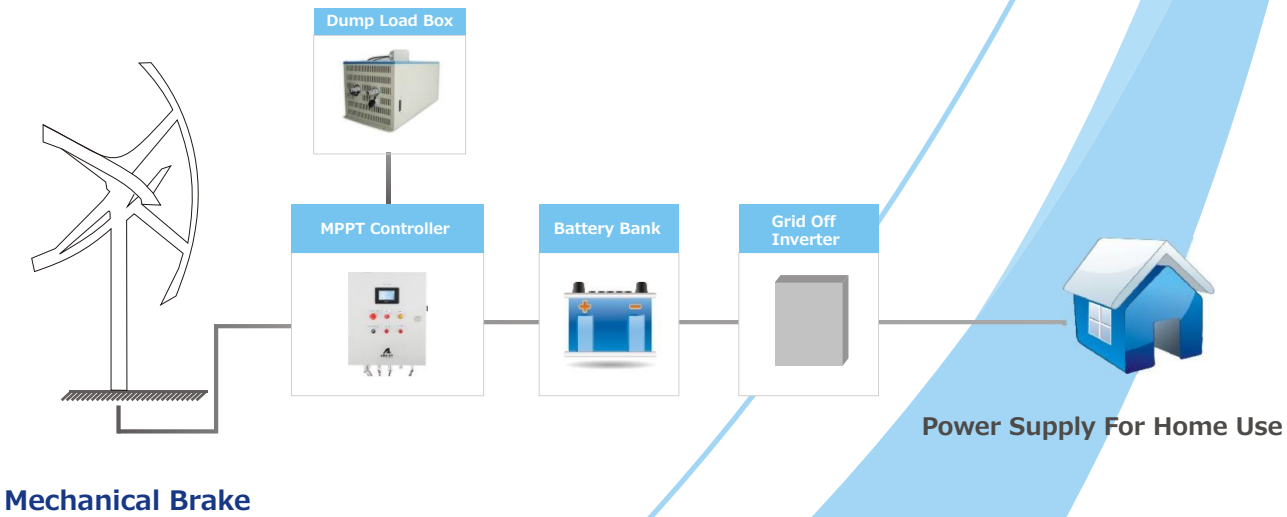 Dump Load Box
MPPT Controller
Battery Bank
Grid Off
Inverter
Power Supply For Home Use
Mechanical Brake